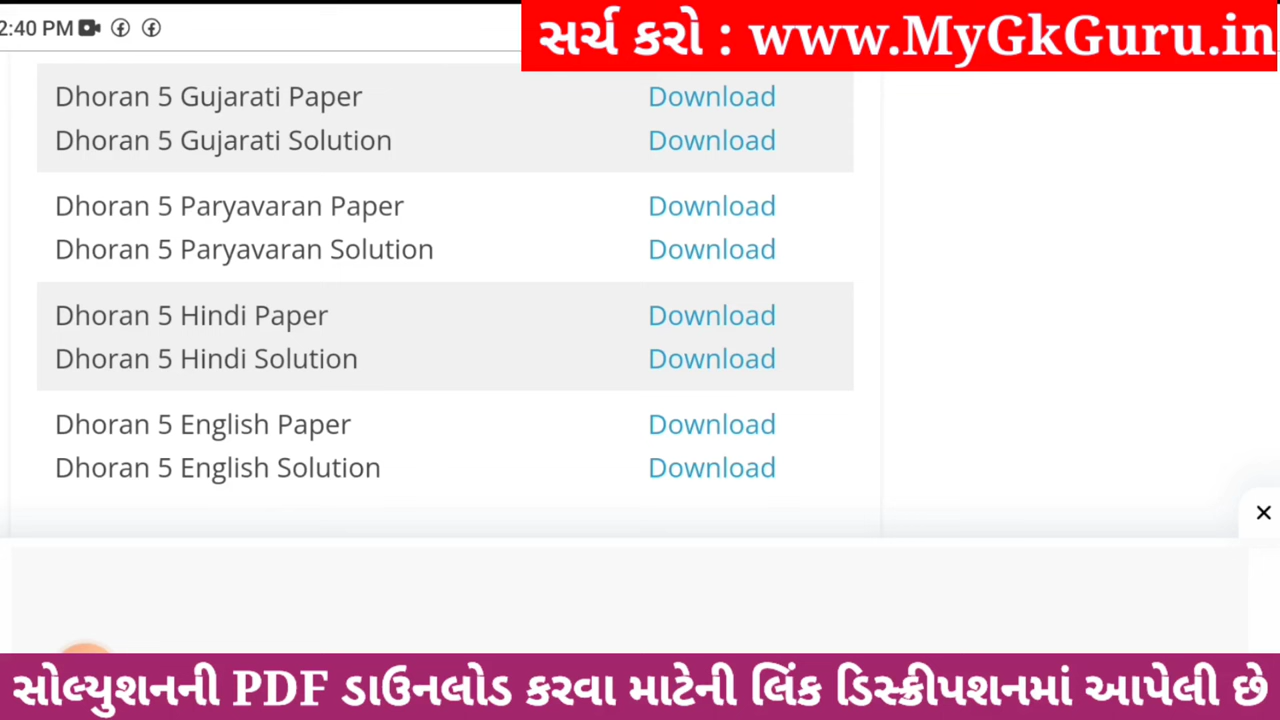 2:40 PM
સર્ચ કરો : www.MyGkGuru.in
Dhoran 5 Gujarati Paper Download
Dhoran 5 Gujarati Solution Download
Dhoran 5 Paryavaran Paper Download
Dhoran 5 Paryavaran Solution Download
Dhoran 5 Hindi Paper Download
Dhoran 5 Hindi Solution Download
Dhoran 5 English Paper Download
Dhoran 5 English Solution Download
સોલ્યુશનની PDF ડાઉનલોડ કરવા માટેની લિંક ડિસ્ક્રીપશનમાં આપેલી છે